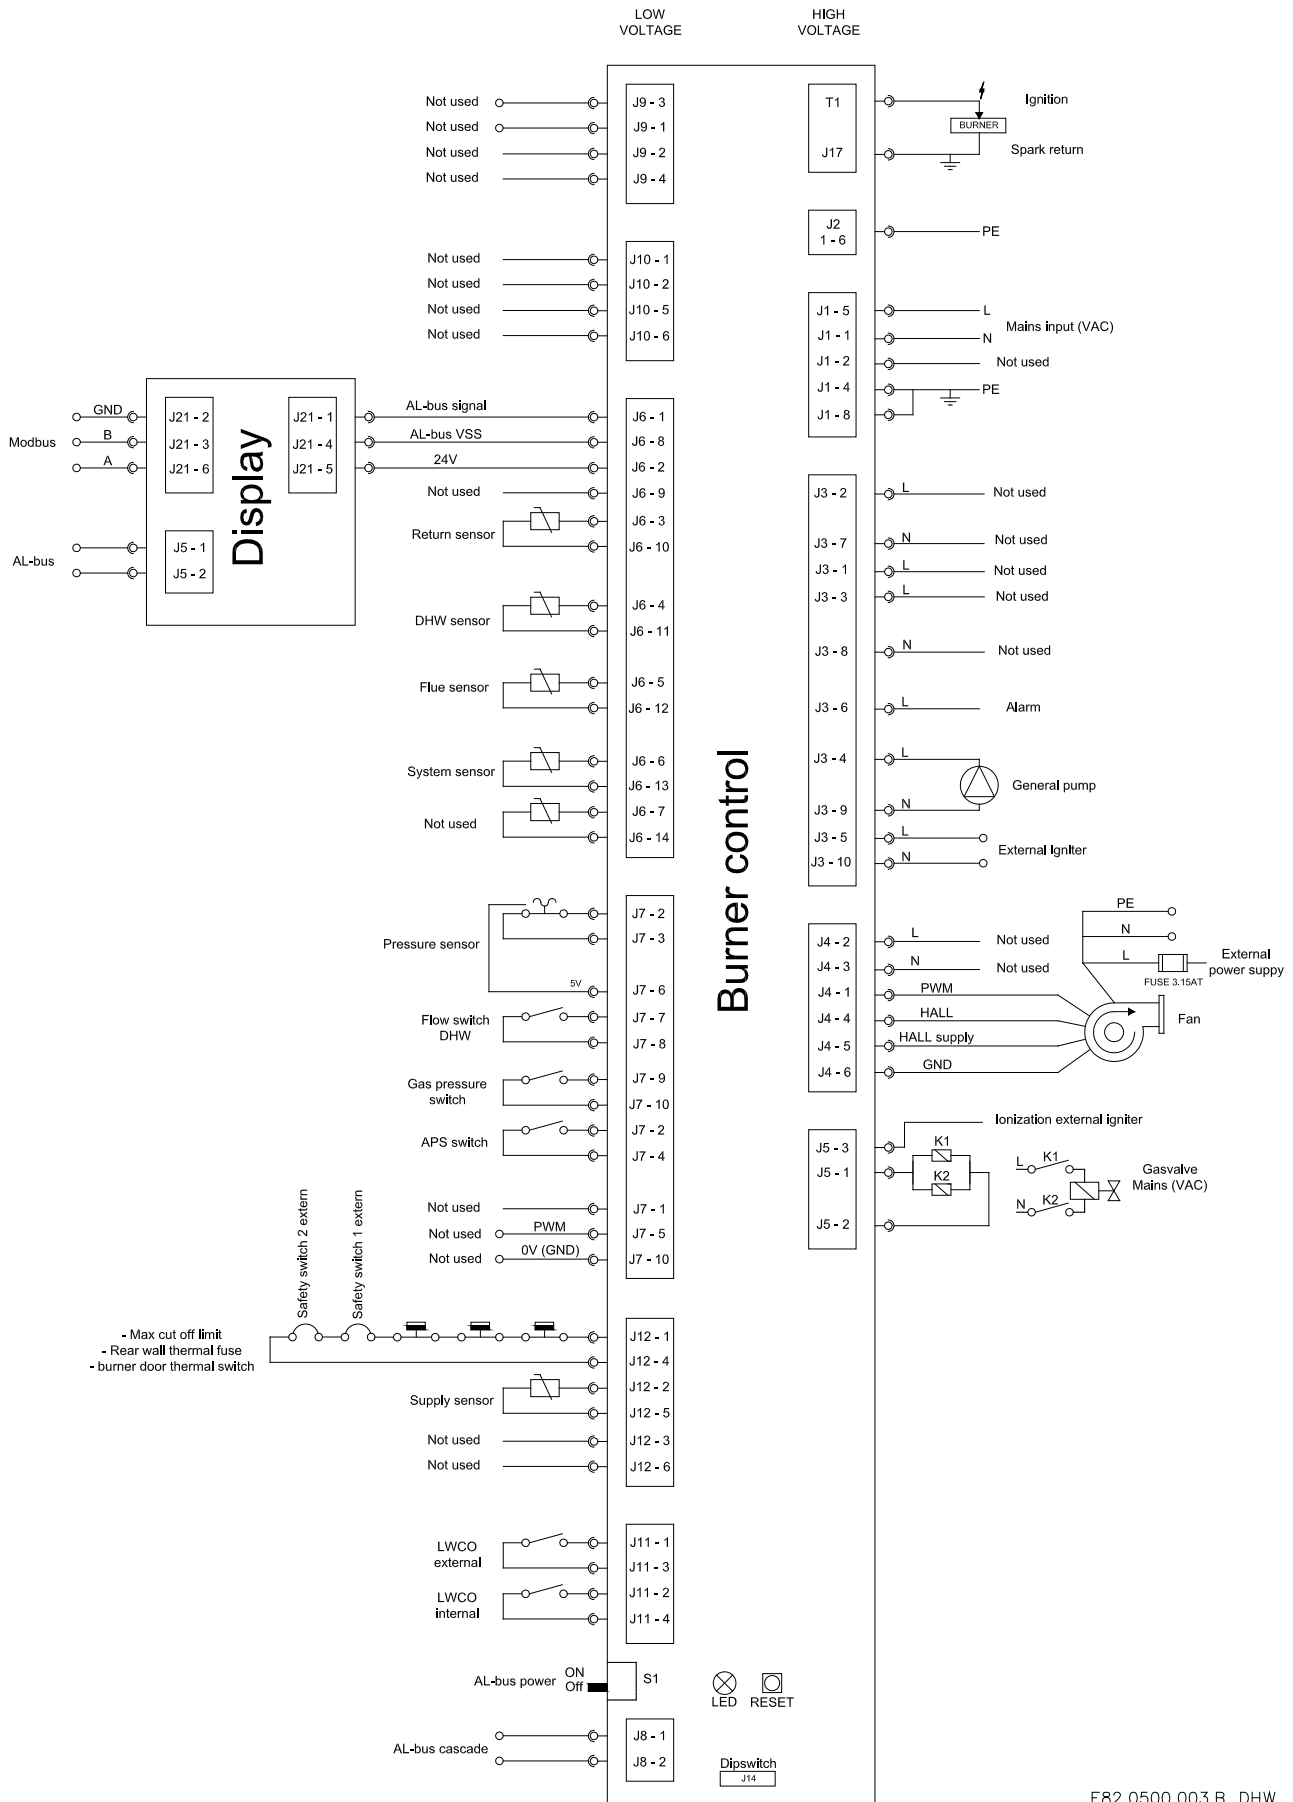 LOW
VOLTAGE
HIGH
VOLTAGE
Not used
J9 - 3
Not used
J9 - 1
Not used
J9 - 2
Not used
J9 - 4
Not used
J10 - 1
Not used
J10 - 2
Not used
J10 - 5
Not used
J10 - 6
Modbus
GND
B
A
AL-bus
J21 - 2
J21 - 3
J21 - 6
J5 - 1
J5 - 2
Display
J21 - 1
J21 - 4
J21 - 5
AL-bus signal
J6 - 1
AL-bus VSS
J6 - 8
24V
J6 - 2
Not used
J6 - 9
Return sensor
J6 - 3
J6 - 10
DHW sensor
J6 - 4
J6 - 11
Flue sensor
J6 - 5
J6 - 12
System sensor
J6 - 6
J6 - 13
Not used
J6 - 7
J6 - 14
Pressure sensor
J7 - 2
J7 - 3
5V
J7 - 6
Flow switch
DHW
J7 - 7
J7 - 8
Gas pressure
switch
J7 - 9
J7 - 10
APS switch
J7 - 2
J7 - 4
Not used
J7 - 1
Not used
PWM
J7 - 5
Not used
0V (GND)
J7 - 10
Safety switch 2 extern
Safety switch 1 extern
- Max cut off limit
- Rear wall thermal fuse
- burner door thermal switch
J12 - 1
J12 - 4
Supply sensor
J12 - 2
J12 - 5
Not used
J12 - 3
Not used
J12 - 6
LWCO
external
J11 - 1
J11 - 3
LWCO
internal
J11 - 2
J11 - 4
AL-bus power
ON
Off
S1
LED
RESET
AL-bus cascade
J8 - 1
J8 - 2
Dipswitch
J14
Burner control
T1
Ignition
BURNER
J17
Spark return
J2
1 - 6
PE
J1 - 5
L
J1 - 1
N
Mains input (VAC)
J1 - 2
Not used
J1 - 4
PE
J1 - 8
J3 - 2
L
Not used
J3 - 7
N
Not used
J3 - 1
L
Not used
J3 - 3
L
Not used
J3 - 8
N
Not used
J3 - 6
L
Alarm
J3 - 4
L
General pump
J3 - 9
N
J3 - 5
L
External Igniter
J3 - 10
N
J4 - 2
L
Not used
J4 - 3
N
Not used
J4 - 1
PWM
J4 - 4
HALL
J4 - 5
HALL supply
J4 - 6
GND
PE
N
L
FUSE 3.15AT
External
power suppy
Fan
Ionization external igniter
J5 - 3
J5 - 1
J5 - 2
K1
K2
L
K1
N
K2
Gasvalve
Mains (VAC)
E82.0500.003.B DHW